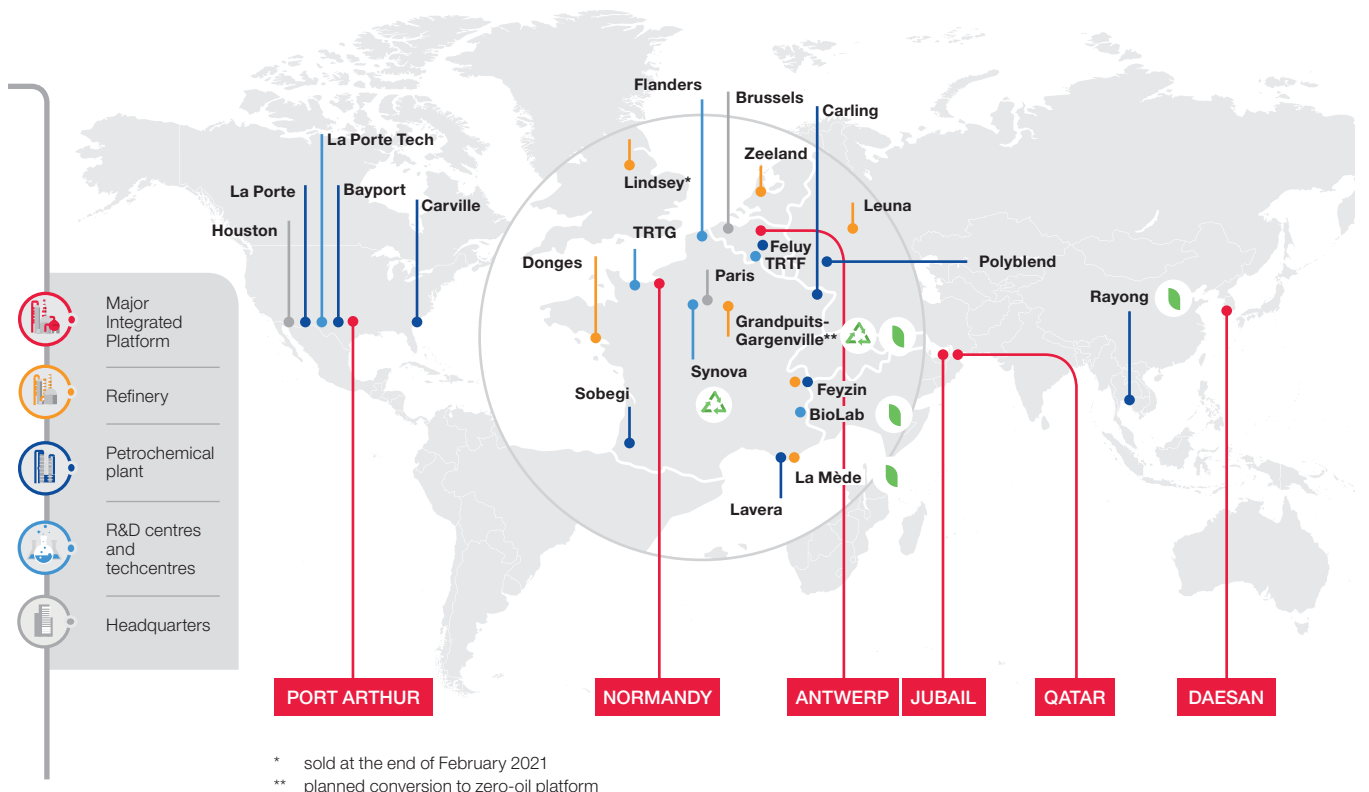 Flanders
Brussels
Carling
La Porte Tech
Zeeland
Lindsey*
La Porte
Bayport
Carville
Leuna
Houston
TRTG
Feluy
TRTF
Donges
Paris
Polyblend
Rayong
Grandpuits-
Gargenville**
Synova
Sobegi
Feyzin
BioLab
La Mède
Lavera
Major
Integrated
Platform
Refinery
Petrochemical
plant
R&D centres
and
techcentres
Headquarters
PORT ARTHUR
NORMANDY
ANTWERP
JUBAIL
QATAR
DAESAN
* sold at the end of February 2021
** planned conversion to zero-oil platform